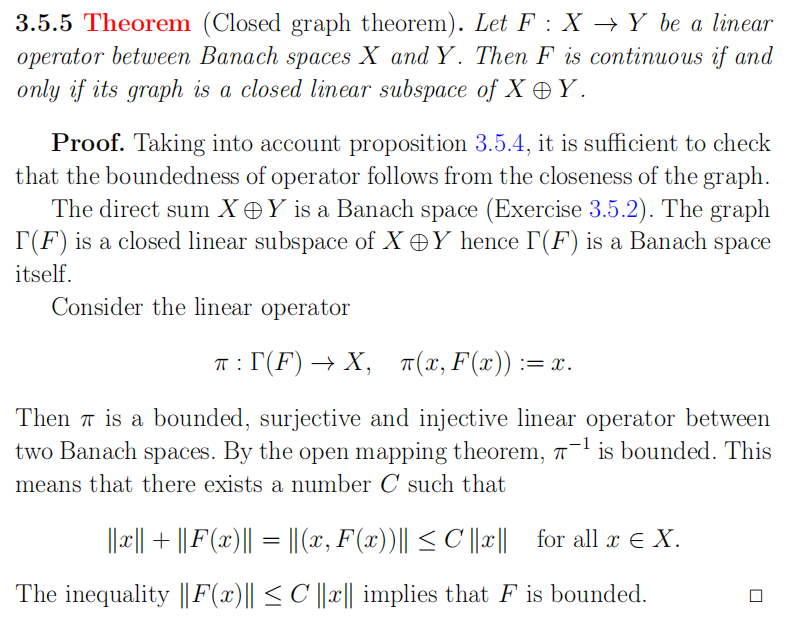 3.5.5 Theorem (Closed graph theorem). Let F : X → Y be a linear
operator between Banach spaces X and Y. Then F is continuous if and
only if its graph is a closed linear subspace of X ⊕ Y.
Proof. Taking into account proposition 3.5.4, it is sufficient to check
that the boundedness of operator follows from the closeness of the graph.
The direct sum X ⊕ Y is a Banach space (Exercise 3.5.2). The graph
Γ(F) is a closed linear subspace of X ⊕ Y hence Γ(F) is a Banach space
itself.
Consider the linear operator
π : Γ(F) → X, π(x, F(x)) := x.
Then π is a bounded, surjective and injective linear operator between
two Banach spaces. By the open mapping theorem, π⁻¹ is bounded. This
means that there exists a number C such that
‖x‖ + ‖F(x)‖ = ‖(x, F(x))‖ ≤ C ‖x‖ for all x ∈ X.
The inequality ‖F(x)‖ ≤ C ‖x‖ implies that F is bounded. □